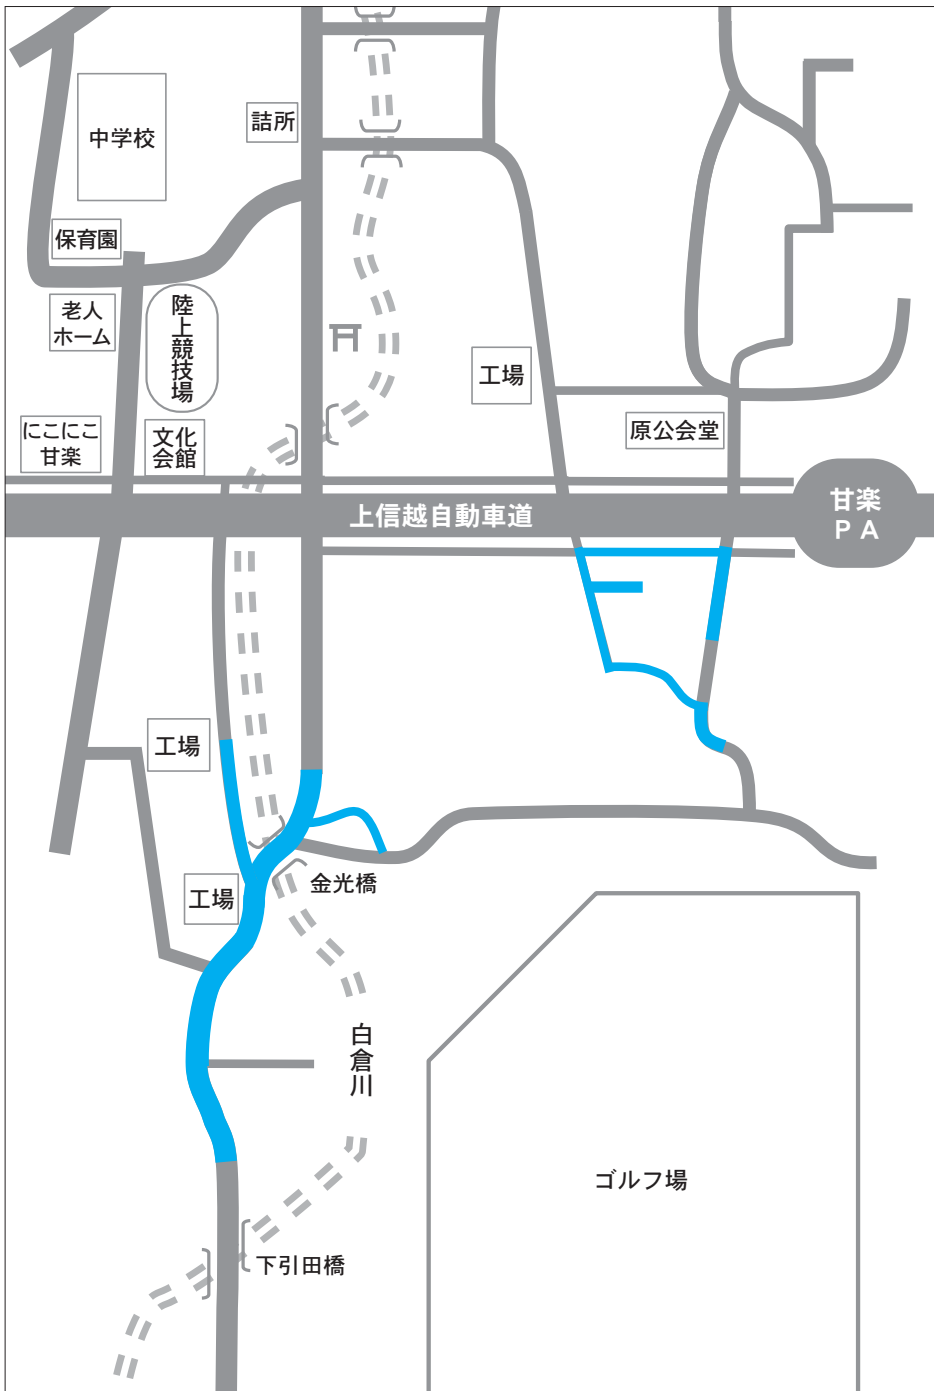 詰所
中学校
保育園
老人
ホーム
陸上競技場
工場
にこにこ
甘楽
文化
会館
原公会堂
上信越自動車道
甘楽
PA
工場
工場
金光橋
白倉川
ゴルフ場
下引田橋